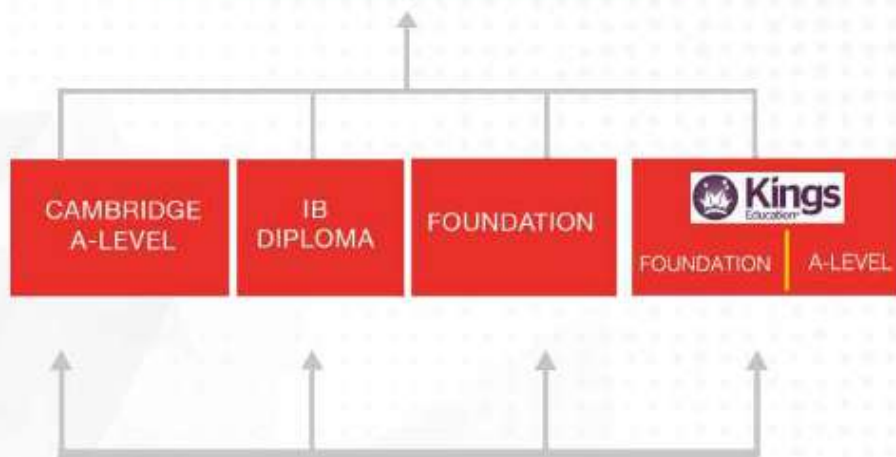 CAMBRIDGE
A-LEVEL
IB
DIPLOMA
FOUNDATION
Kings
Education
FOUNDATION
A-LEVEL